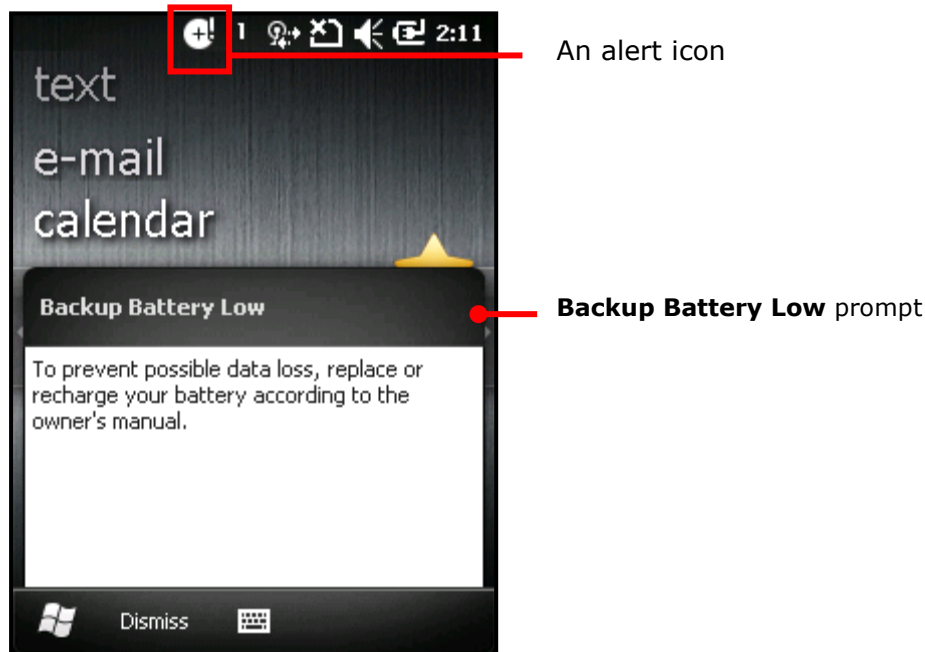 1 2:11
An alert icon
text
e-mail
calendar
Backup Battery Low
Backup Battery Low prompt
To prevent possible data loss, replace or
recharge your battery according to the
owner's manual.
Dismiss